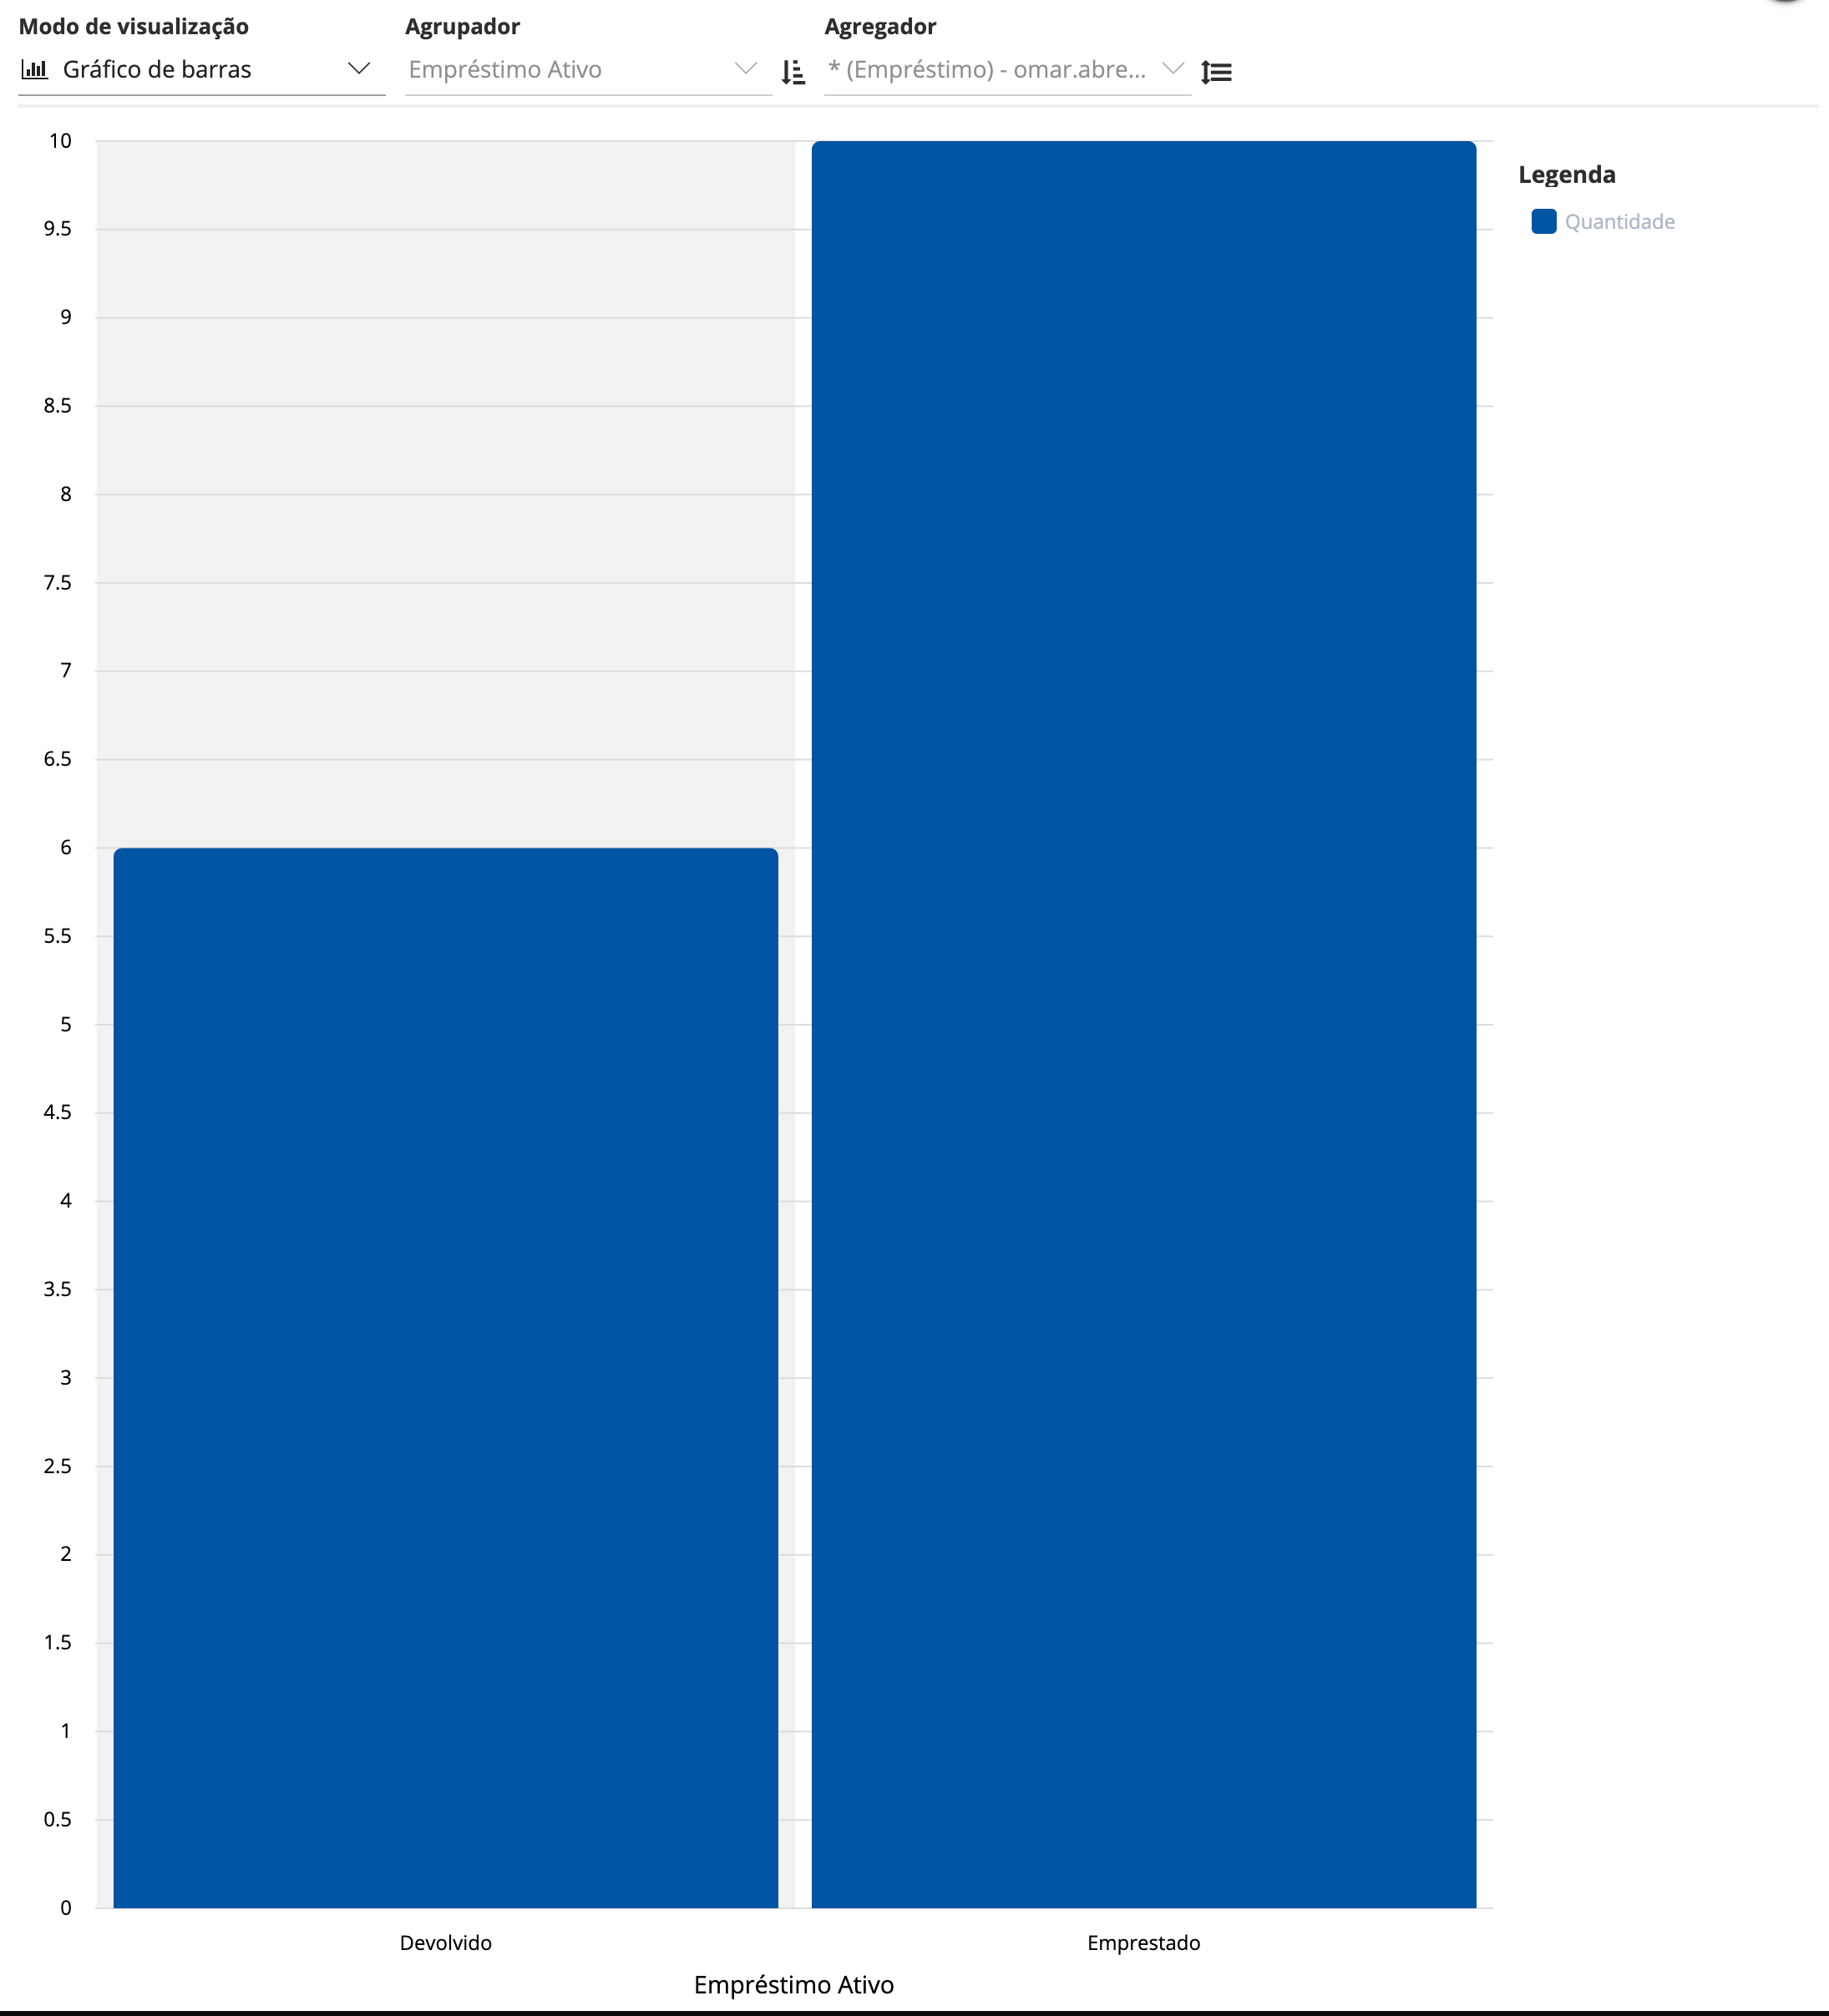 Modo de visualização
Agrupador
Agregador
Gráfico de barras
Empréstimo Ativo
* (Empréstimo) - omar.abre...
10
9.5
9
8.5
8
7.5
7
6.5
6
5.5
5
4.5
4
3.5
3
2.5
2
1.5
1
0.5
0
Legenda
Quantidade
Devolvido
Emprestado
Empréstimo Ativo